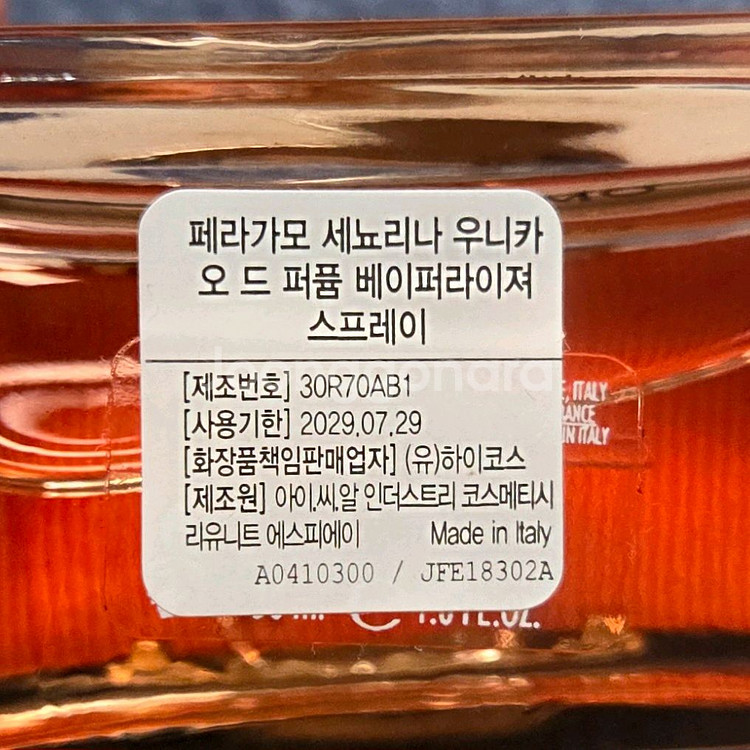 페라가모 세뇨리나 우니카
오 드 퍼퓸 베이퍼라이져
스프레이
[제조번호] 30R70AB1
[사용기한] 2029.07.29
[화장품책임판매업자] (유)하이코스
[제조원] 아이.씨.알 인더스트리 코스메티시
리유니트 에스피에이 Made in Italy
A0410300 / JFE18302A
ITALY
IN ITALY